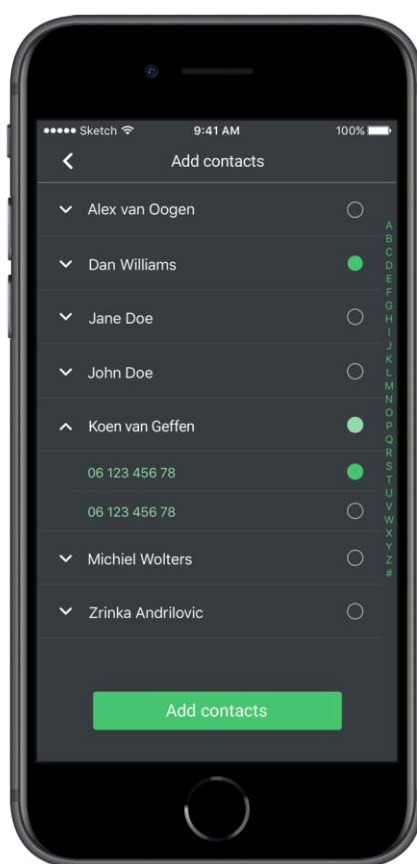 Sketch 9:41 AM 100%
Add contacts
Alex van Oogen
Dan Williams
Jane Doe
John Doe
Koen van Geffen
06 123 456 78
06 123 456 78
Michiel Wolters
Zrinka Andrilovic
A
B
C
D
E
F
G
H
I
J
K
L
M
N
O
P
Q
R
S
T
U
V
W
X
Y
Z
#
Add contacts